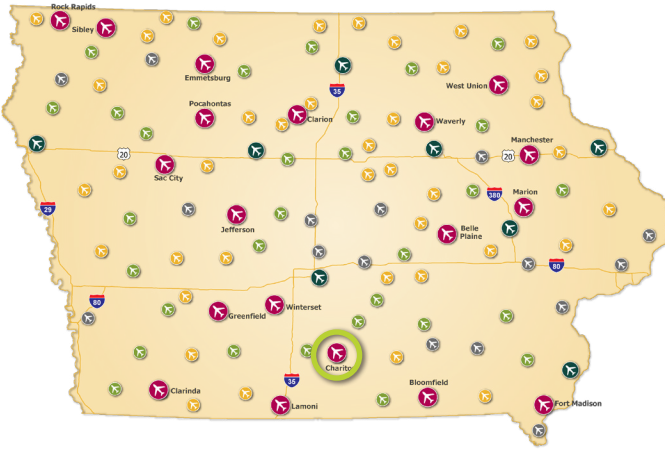 Rock Rapids
Sibley
Emmetsburg
35
West Union
Pocahontas
Clarion
Waverly
Manchester
20
20
Sac City
380
Marion
29
Jefferson
Belle
Plaine
80
80
Winterset
Greenfield
Charito
35
Clarinda
Bloomfield
Lamoni
Fort Madison